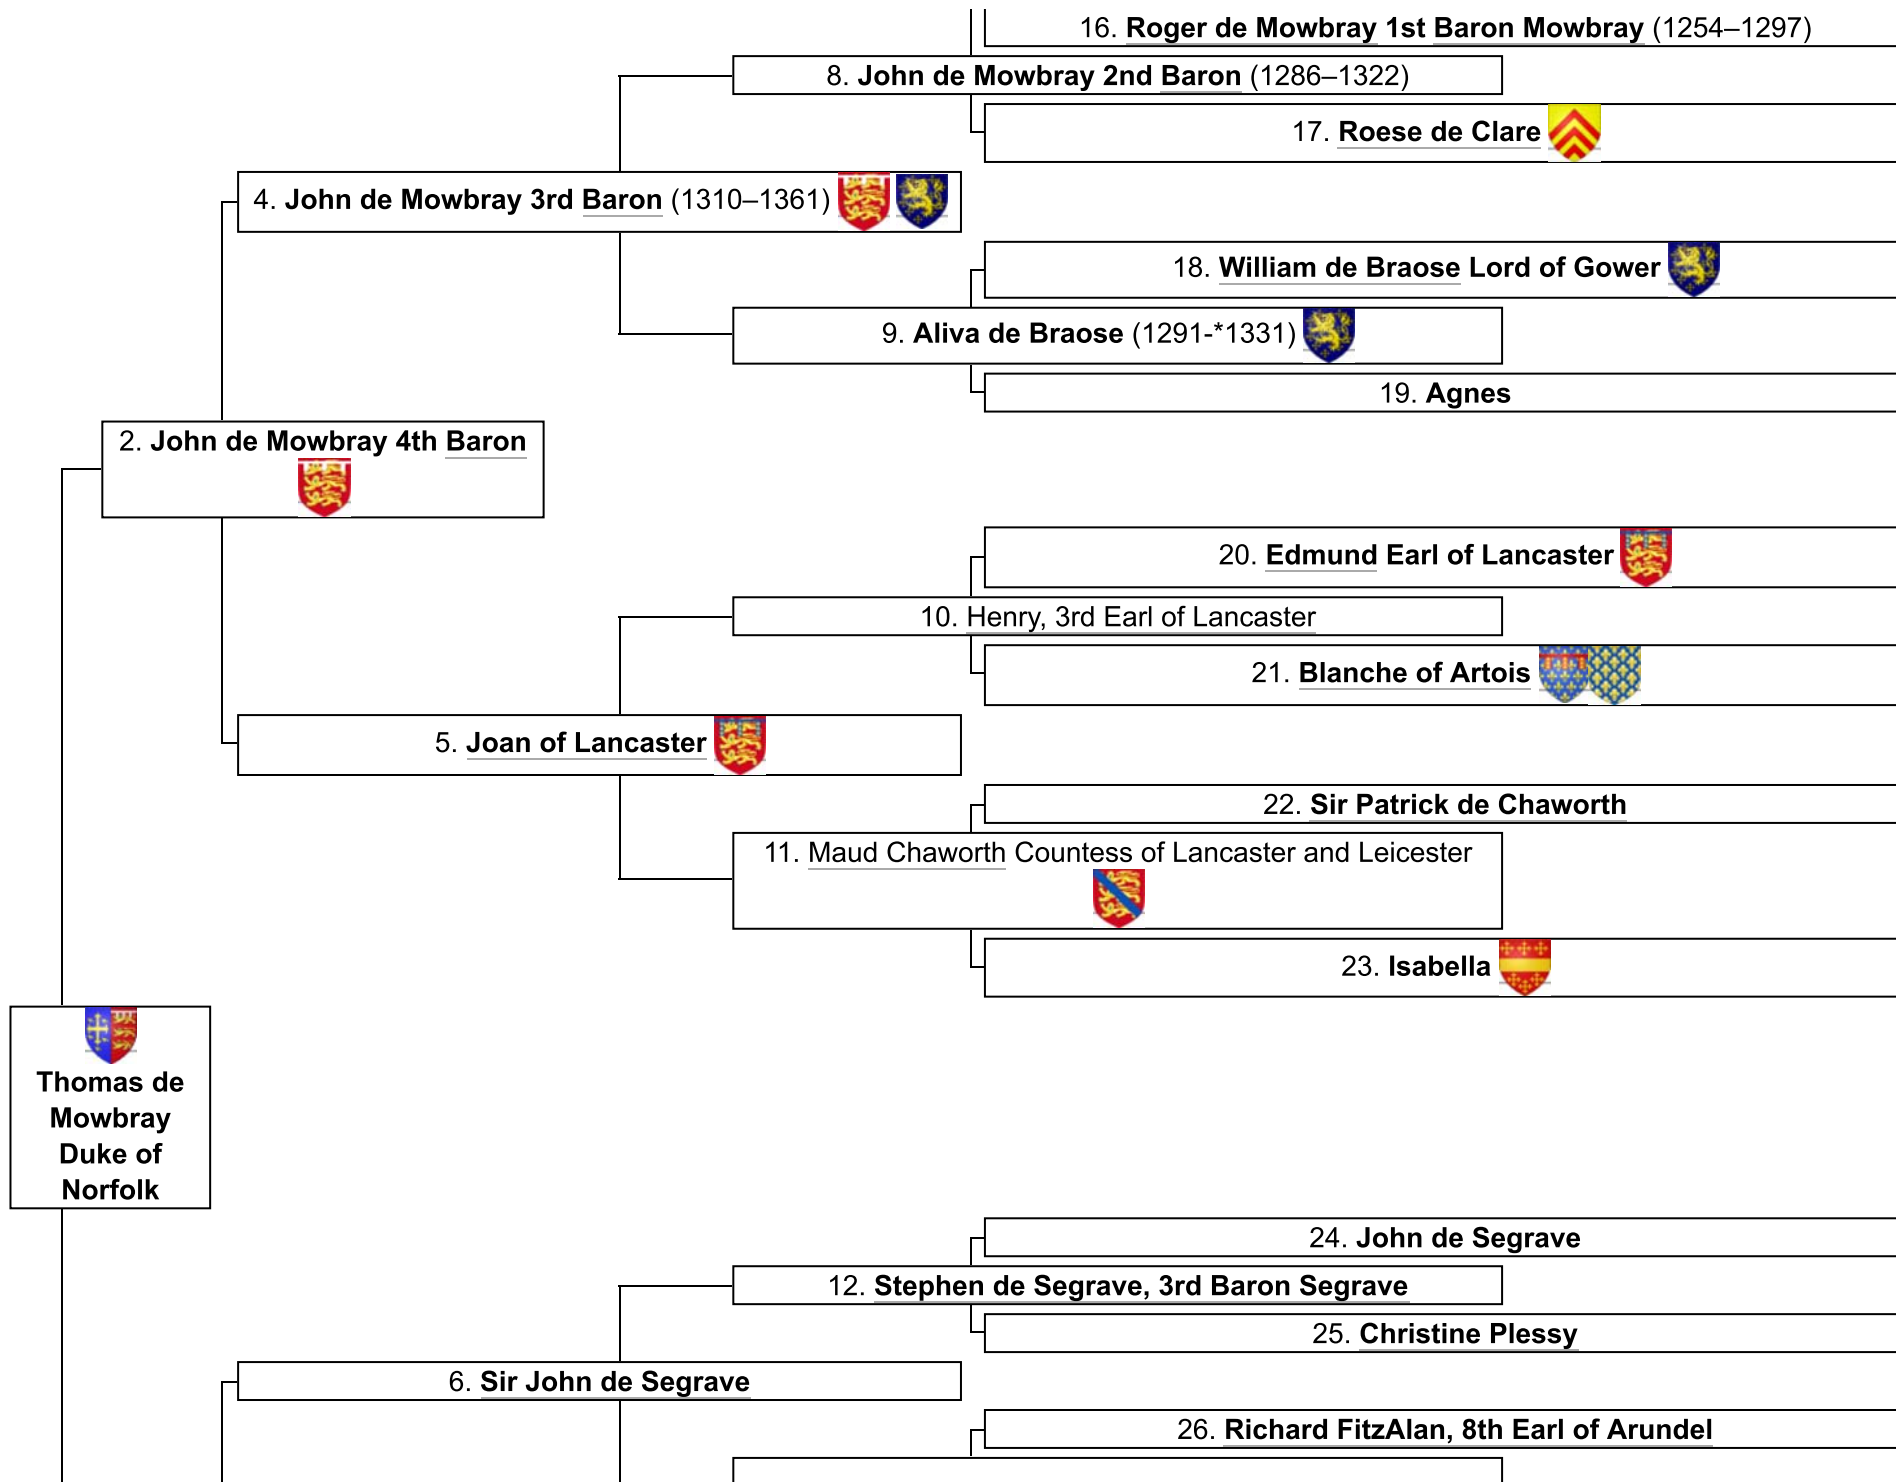 16. Roger de Mowbray 1st Baron Mowbray (1254–1297)
8. John de Mowbray 2nd Baron (1286–1322)
17. Roese de Clare
4. John de Mowbray 3rd Baron (1310–1361)
18. William de Braose Lord of Gower
9. Aliva de Braose (1291-*1331)
19. Agnes
2. John de Mowbray 4th Baron
20. Edmund Earl of Lancaster
10. Henry, 3rd Earl of Lancaster
21. Blanche of Artois
5. Joan of Lancaster
22. Sir Patrick de Chaworth
11. Maud Chaworth Countess of Lancaster and Leicester
23. Isabella
Thomas de
Mowbray
Duke of
Norfolk
24. John de Segrave
12. Stephen de Segrave, 3rd Baron Segrave
25. Christine Plessy
6. Sir John de Segrave
26. Richard FitzAlan, 8th Earl of Arundel